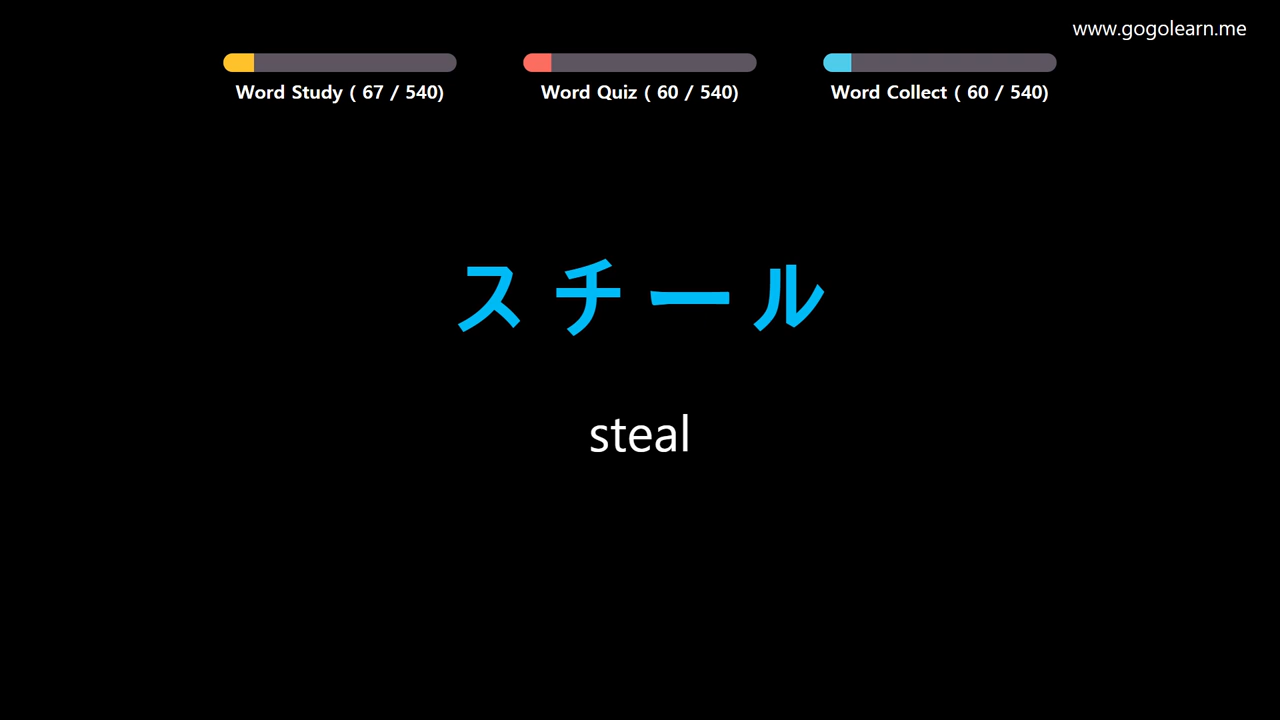 www.gogolearn.me
Word Study ( 67 / 540)
Word Quiz ( 60 / 540)
Word Collect ( 60 / 540)
スチール
steal